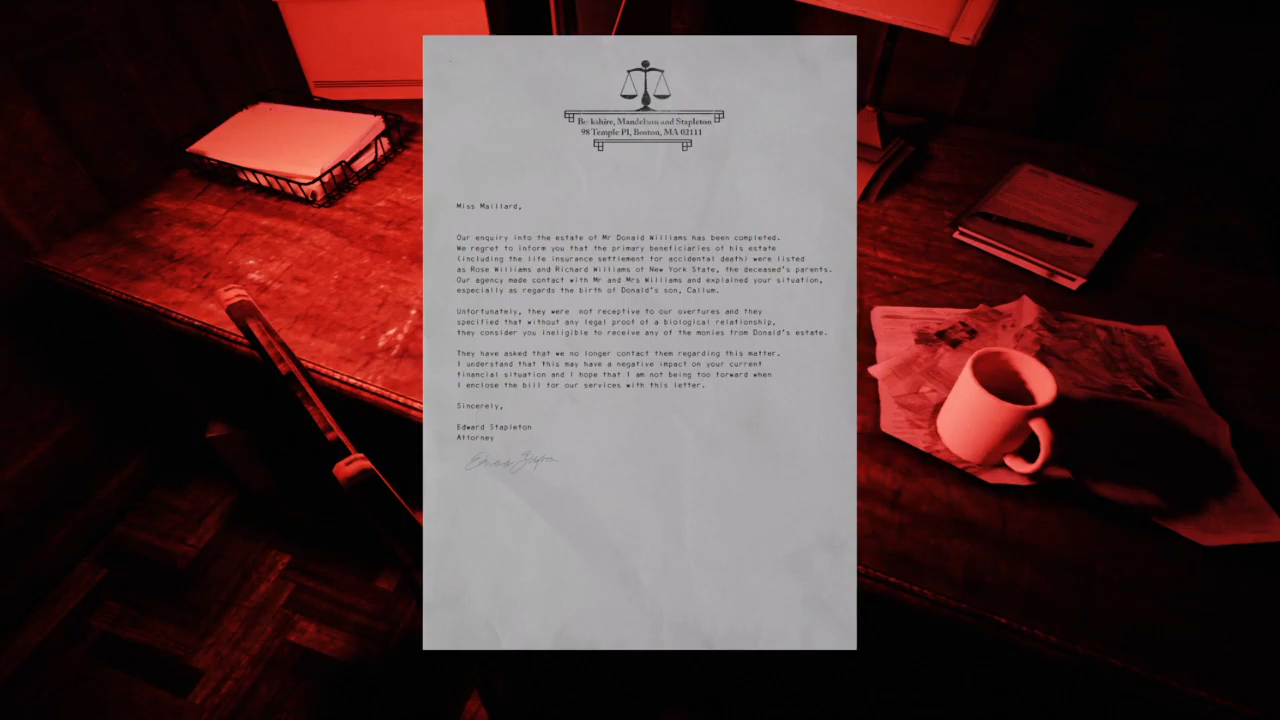 Berkshire, Mandelson and Stapleton
98 Temple Pl, Boston, MA 02111
Miss Maillard,
Our enquiry into the estate of Mr Donald Williams has been completed.
We regret to inform you that the primary beneficiaries of his estate
(including the life insurance settlement for accidental death) were listed
as Rose Williams and Richard Williams of New York State, the deceased's parents.
Our agency made contact with Mr and Mrs Williams and explained your situation,
especially as regards the birth of Donald's son, Callum.
Unfortunately, they were  not receptive to our overtures and they
specified that without any legal proof of a biological relationship,
they consider you ineligible to receive any of the monies from Donald's estate.
They have asked that we no longer contact them regarding this matter.
I understand that this may have a negative impact on your current
financial situation and I hope that I am not being too forward when
I enclose the bill for our services with this letter.
Sincerely,
Edward Stapleton
Attorney